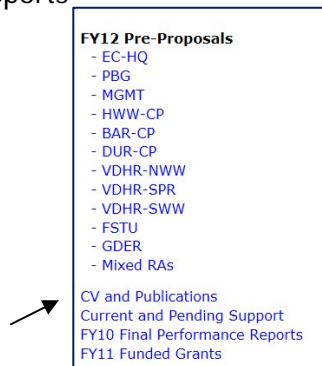 FY12 Pre-Proposals
- EC-HQ
- PBG
- MGMT
- HWW-CP
- BAR-CP
- DUR-CP
- VDHR-NWW
- VDHR-SPR
- VDHR-SWW
- FSTU
- GDER
- Mixed RAs
CV and Publications
Current and Pending Support
FY10 Final Performance Reports
FY11 Funded Grants